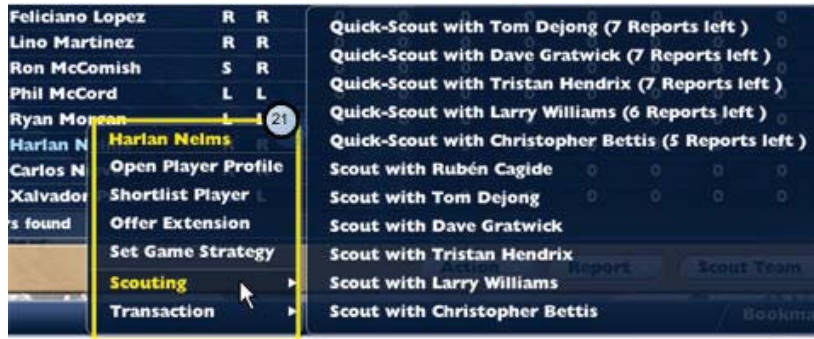 Feliciano Lopez R R
Lino Martinez R R
Ron McComish S R
Phil McCord L L
Ryan Morgan L
21
Harlan N
Carlos N
Xalvador L
s found
Harlan Nelms
Open Player Profile
Shortlist Player
Offer Extension
Set Game Strategy
Scouting
Transaction
Quick-Scout with Tom Dejong (7 Reports left )
Quick-Scout with Dave Gratwick (7 Reports left )
Quick-Scout with Tristan Hendrix (7 Reports left )
Quick-Scout with Larry Williams (6 Reports left )
Quick-Scout with Christopher Bettis (5 Reports left )
Scout with Rubén Cagide
Scout with Tom Dejong
Scout with Dave Gratwick
Scout with Tristan Hendrix
Scout with Larry Williams
Scout with Christopher Bettis
Action Report Scout Team
Bookma